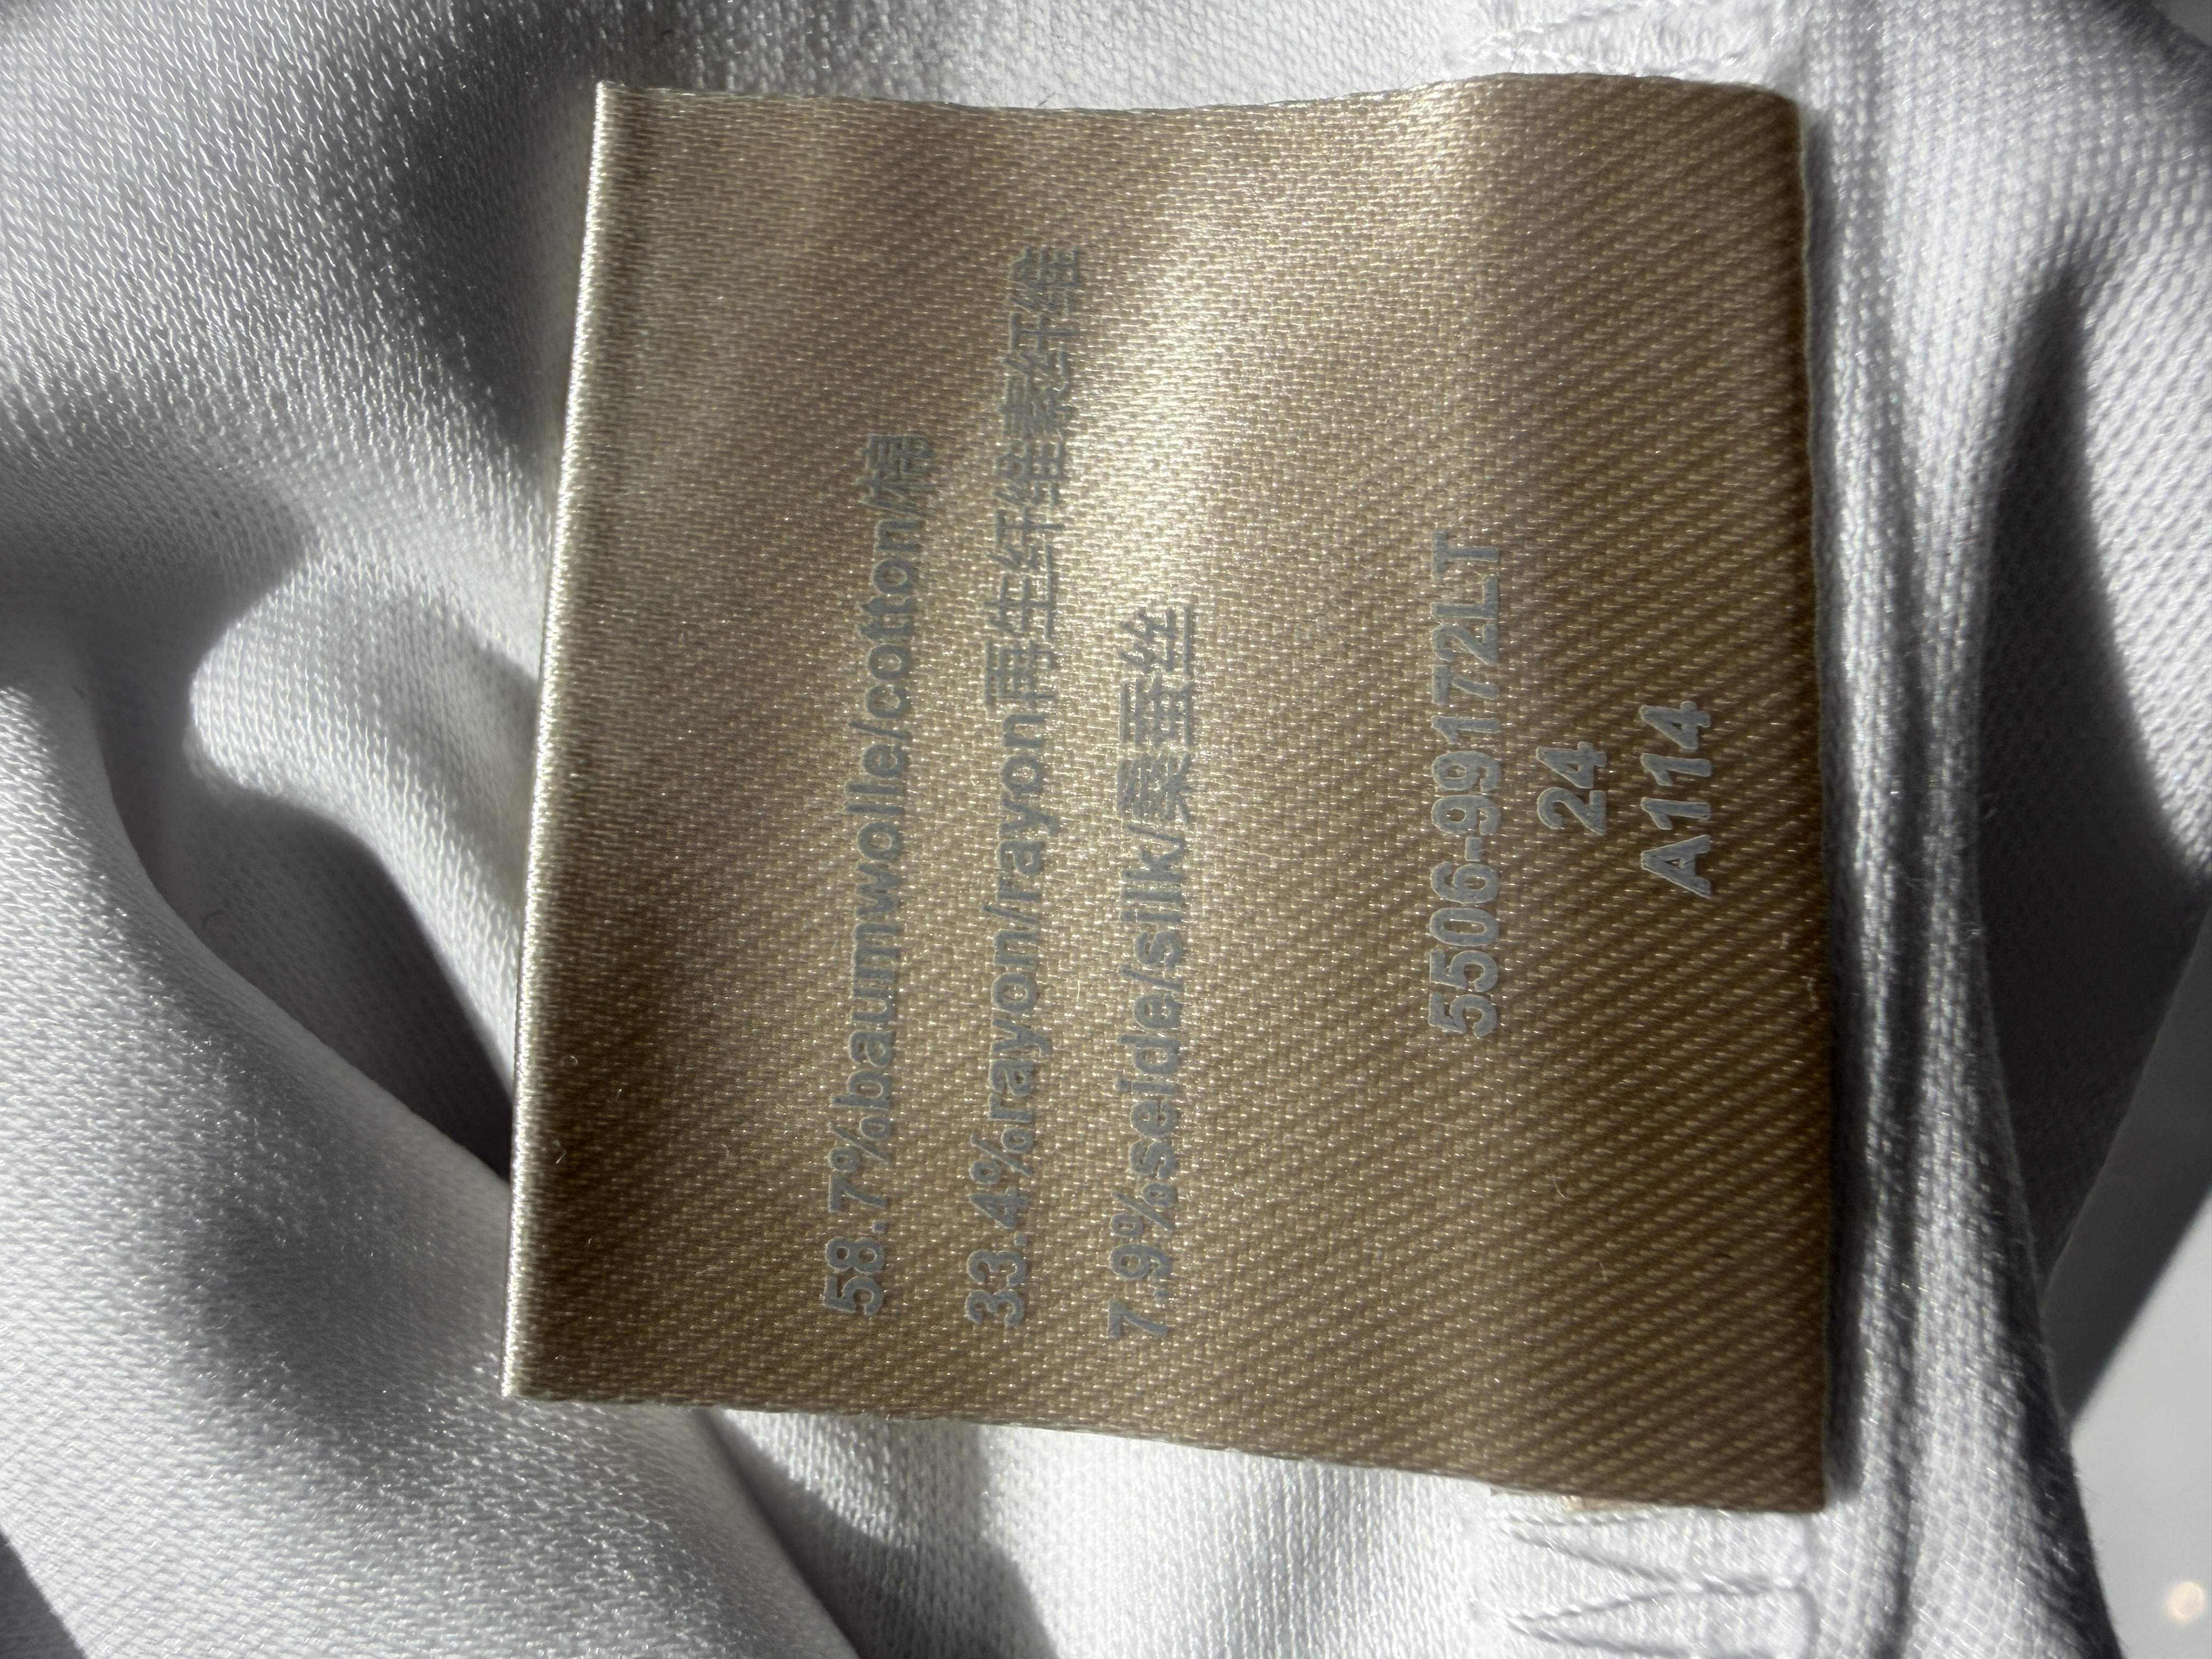 58.7%baumwolle/cotton/棉
33.4%rayon/rayon再生纤维素纤维
7.9%seide/silk/桑蚕丝
5506-99172LT
24
A114